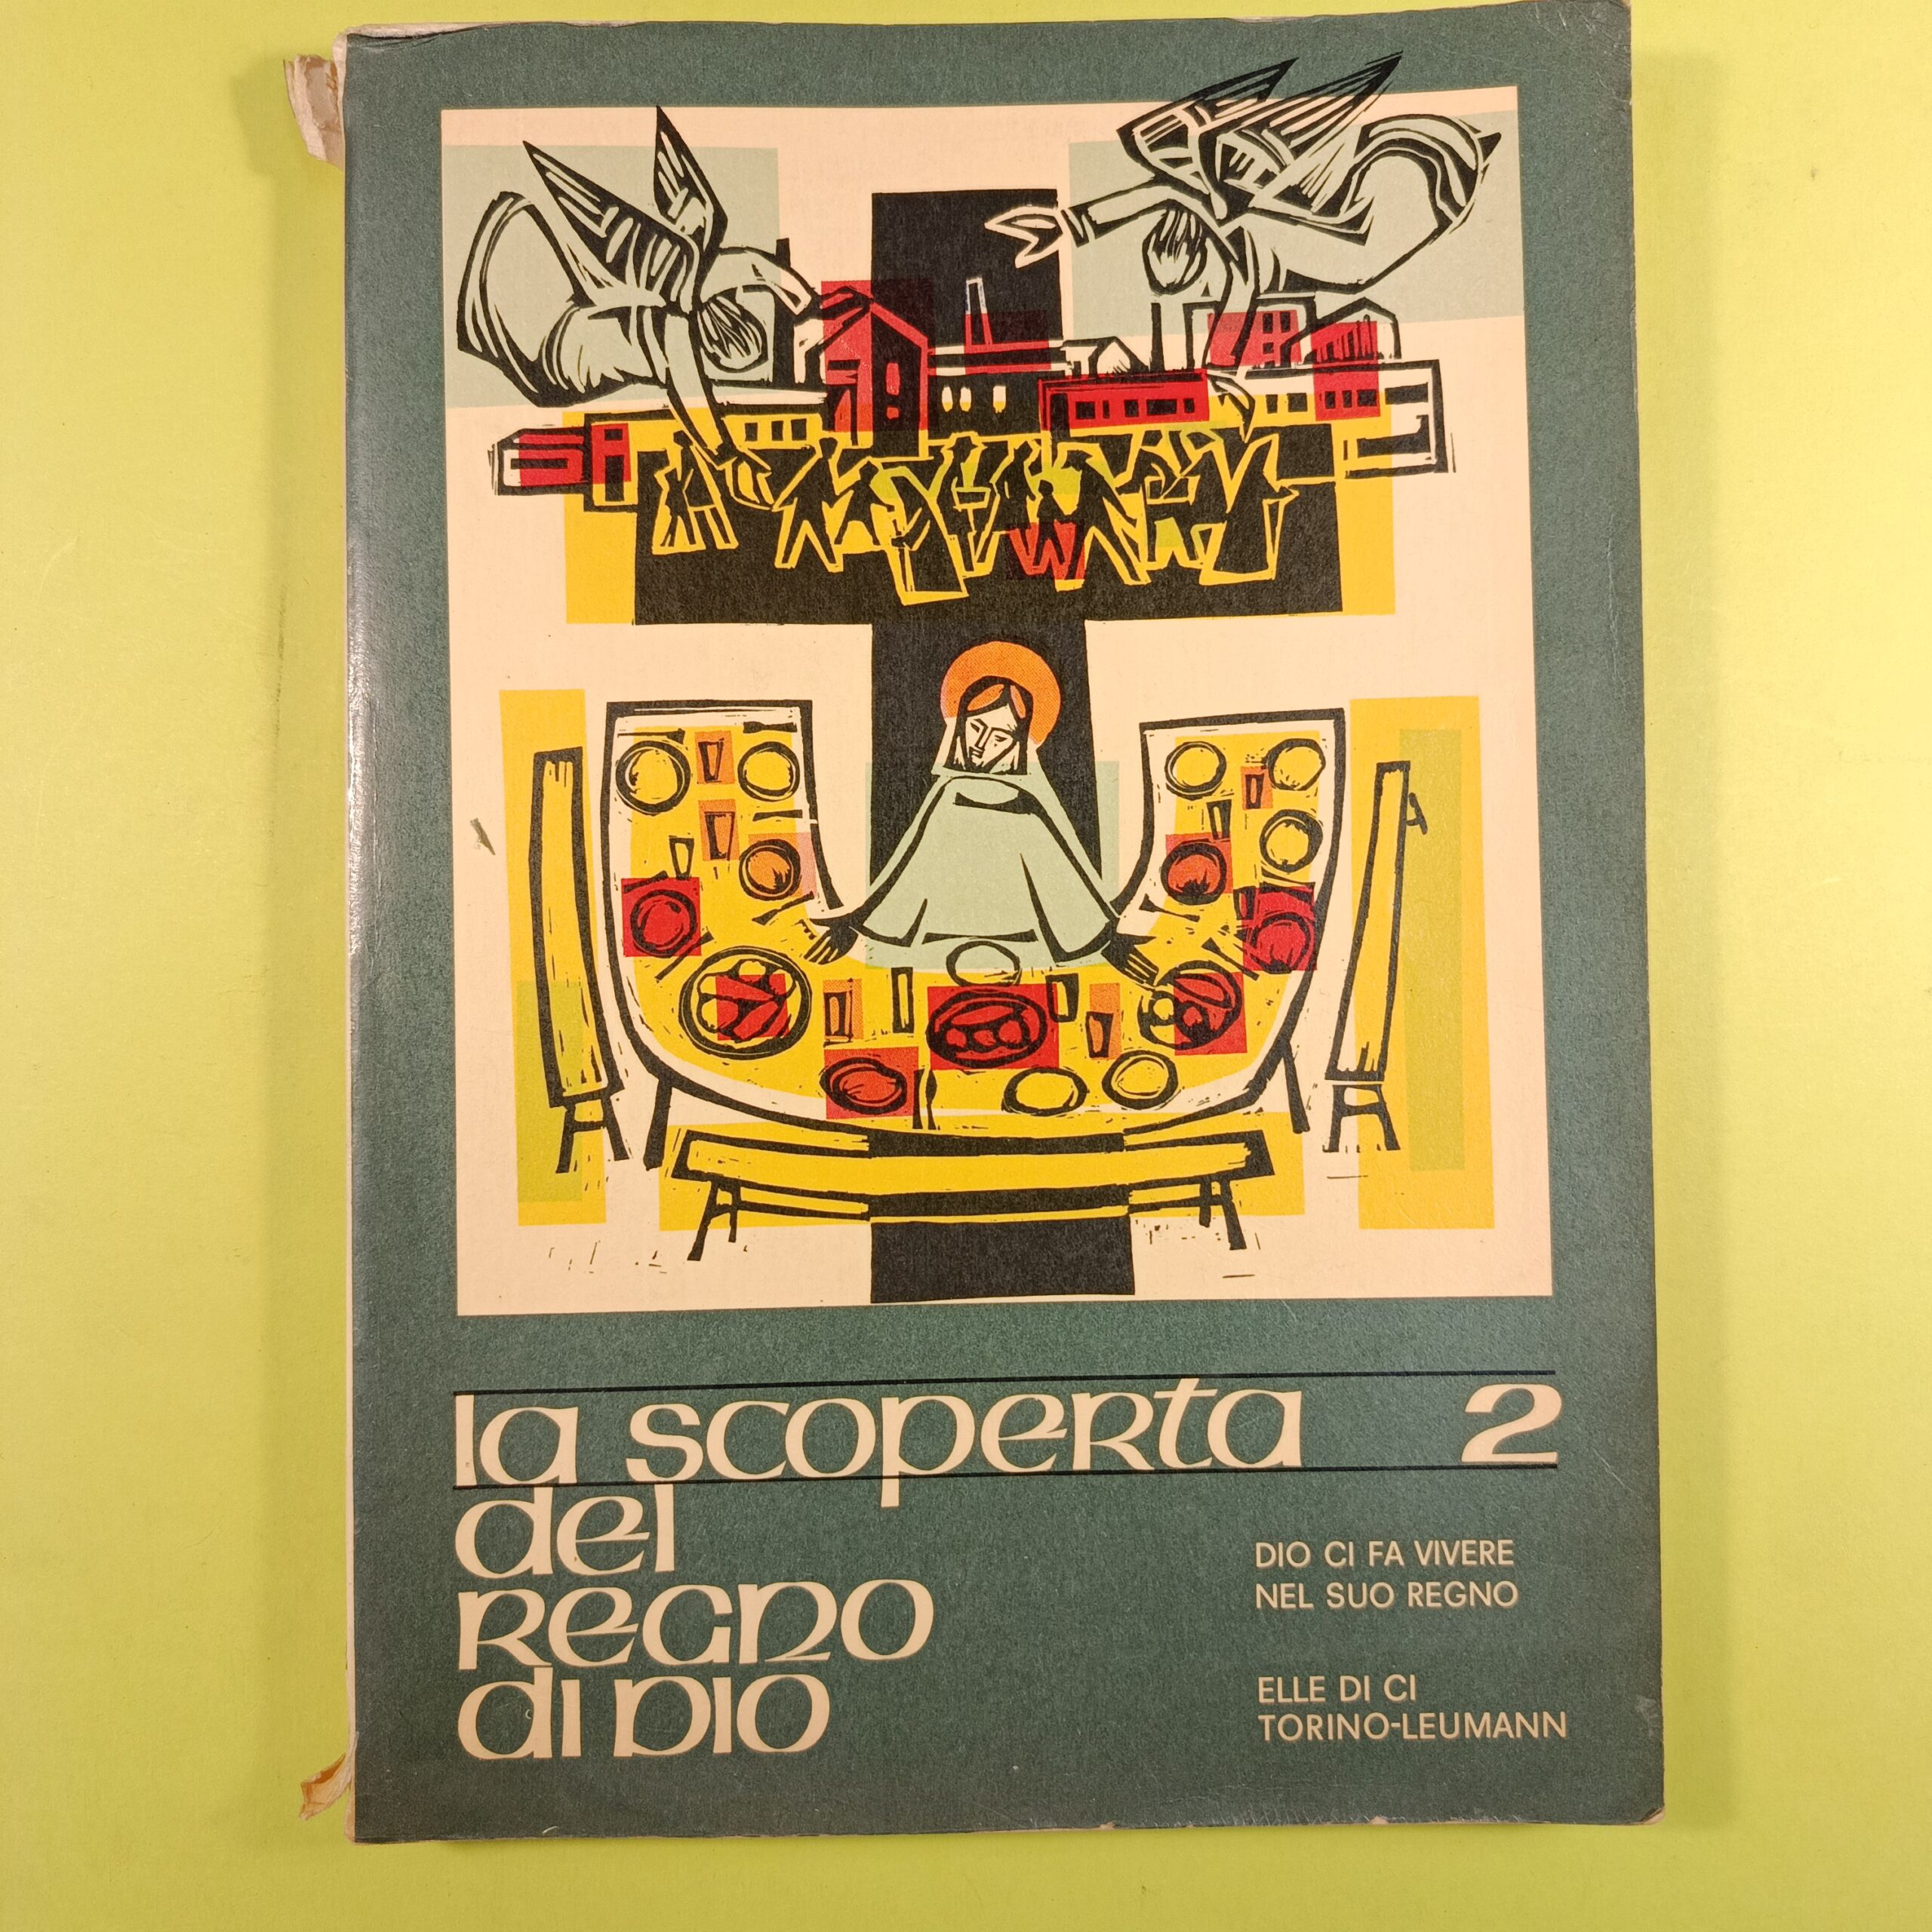 la scoperta 2
del
regno
di dio
DIO CI FA VIVERE
NEL SUO REGNO
ELLE DI CI
TORINO-LEUMANN